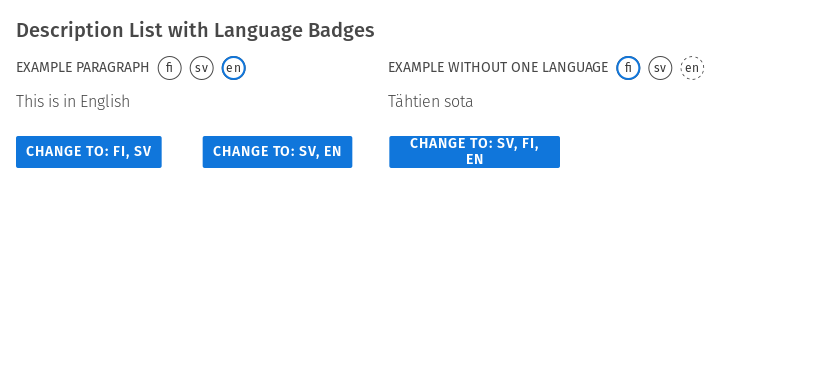 Description List with Language Badges
EXAMPLE PARAGRAPH fi sv en
EXAMPLE WITHOUT ONE LANGUAGE fi sv en
This is in English
Tähtien sota
CHANGE TO: FI, SV
CHANGE TO: SV, EN
CHANGE TO: SV, FI,
EN